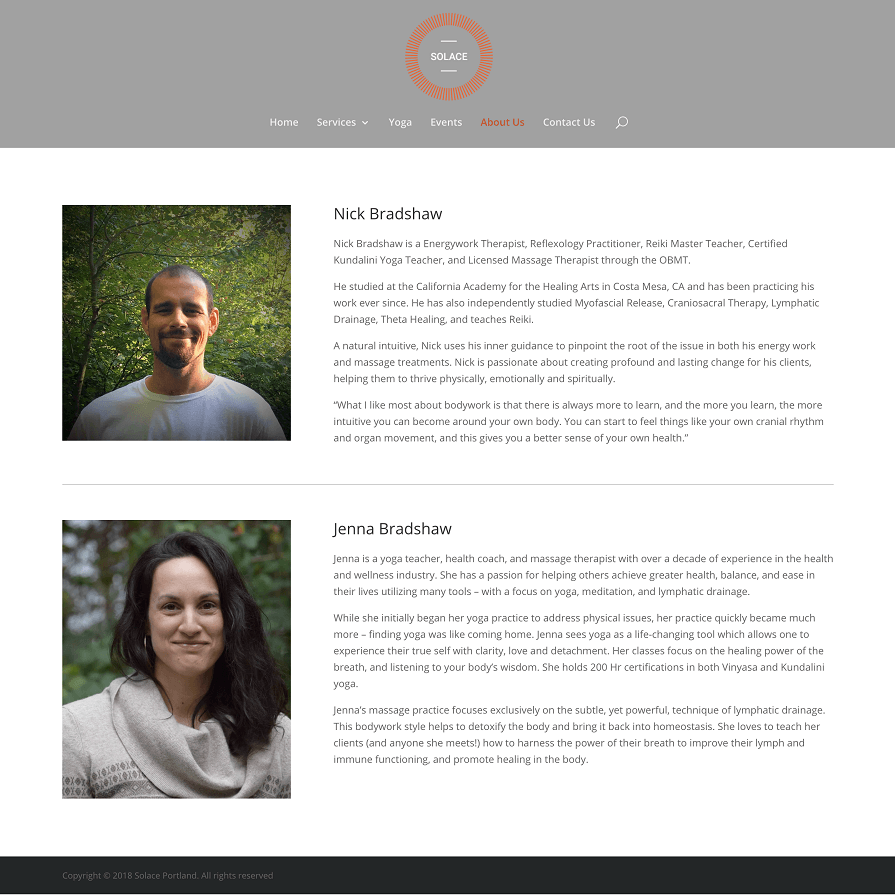 SOLACE
Home Services Yoga Events About Us Contact Us
Nick Bradshaw
Nick Bradshaw is a Energywork Therapist, Reflexology Practitioner, Reiki Master Teacher, Certified
Kundalini Yoga Teacher, and Licensed Massage Therapist through the OBMT.
He studied at the California Academy for the Healing Arts in Costa Mesa, CA and has been practicing his
work ever since. He has also independently studied Myofascial Release, Craniosacral Therapy, Lymphatic
Drainage, Theta Healing, and teaches Reiki.
A natural intuitive, Nick uses his inner guidance to pinpoint the root of the issue in both his energy work
and massage treatments. Nick is passionate about creating profound and lasting change for his clients,
helping them to thrive physically, emotionally and spiritually.
“What I like most about bodywork is that there is always more to learn, and the more you learn, the more
intuitive you can become around your own body. You can start to feel things like your own cranial rhythm
and organ movement, and this gives you a better sense of your own health.”
Jenna Bradshaw
Jenna is a yoga teacher, health coach, and massage therapist with over a decade of experience in the health
and wellness industry. She has a passion for helping others achieve greater health, balance, and ease in
their lives utilizing many tools – with a focus on yoga, meditation, and lymphatic drainage.
While she initially began her yoga practice to address physical issues, her practice quickly became much
more – finding yoga was like coming home. Jenna sees yoga as a life-changing tool which allows one to
experience their true self with clarity, love and detachment. Her classes focus on the healing power of the
breath, and listening to your body’s wisdom. She holds 200 Hr certifications in both Vinyasa and Kundalini
yoga.
Jenna’s massage practice focuses exclusively on the subtle, yet powerful, technique of lymphatic drainage.
This bodywork style helps to detoxify the body and bring it back into homeostasis. She loves to teach her
clients (and anyone she meets!) how to harness the power of their breath to improve their lymph and
immune functioning, and promote healing in the body.
Copyright © 2018 Solace Portland. All rights reserved